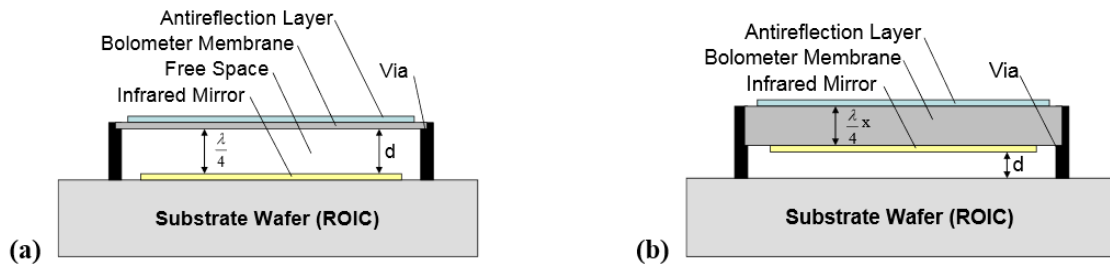 Antireflection Layer
Bolometer Membrane
Free Space
Infrared Mirror
Via
λ
4
d
Substrate Wafer (ROIC)
(a)
Antireflection Layer
Bolometer Membrane
Infrared Mirror
Via
λ
4 x
d
Substrate Wafer (ROIC)
(b)